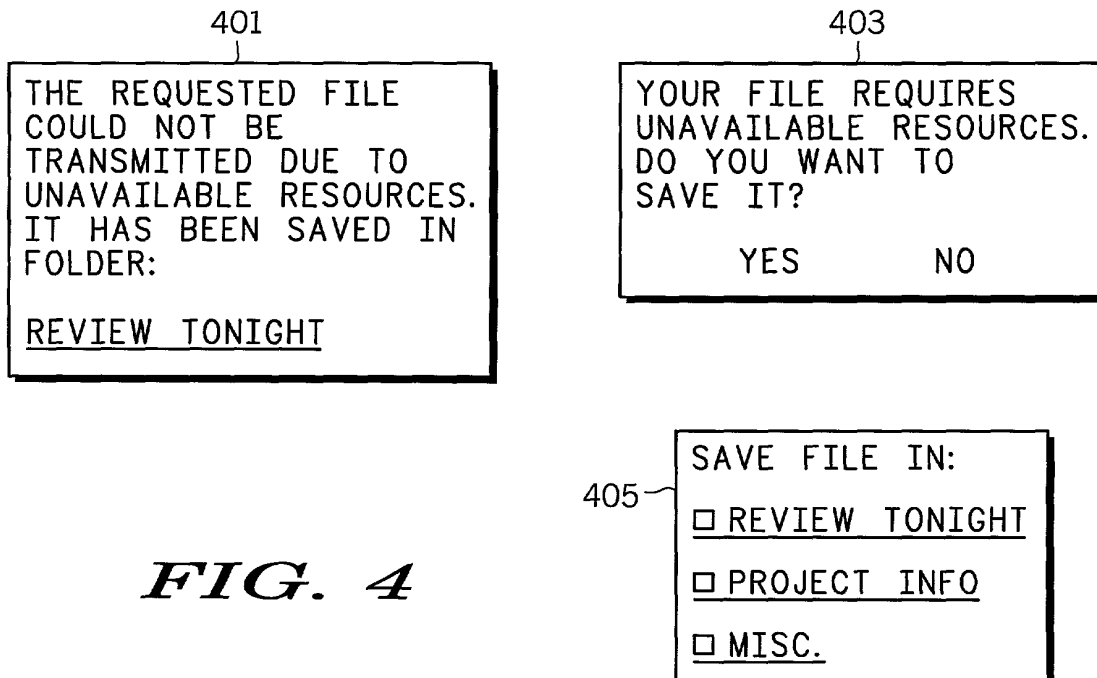 401
THE REQUESTED FILE
COULD NOT BE
TRANSMITTED DUE TO
UNAVAILABLE RESOURCES.
IT HAS BEEN SAVED IN
FOLDER:
REVIEW TONIGHT
403
YOUR FILE REQUIRES
UNAVAILABLE RESOURCES.
DO YOU WANT TO
SAVE IT?
YES NO
405
SAVE FILE IN:
□ REVIEW TONIGHT
□ PROJECT INFO
□ MISC.
FIG. 4